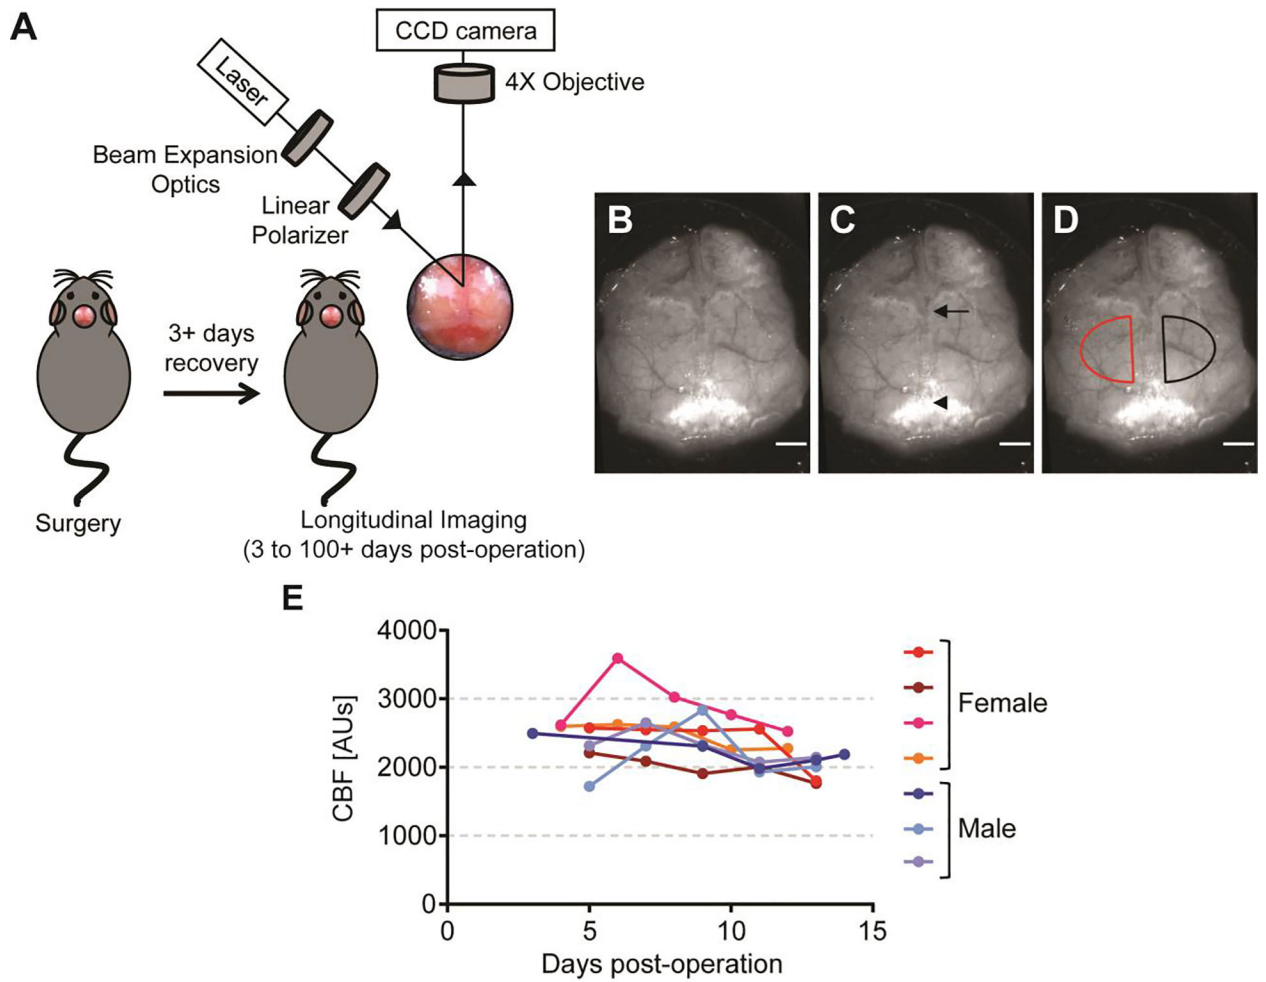 A
CCD camera
Laser
4X Objective
Beam Expansion
Optics
Linear
Polarizer
3+ days
recovery
Surgery
Longitudinal Imaging
(3 to 100+ days post-operation)
B
C
D
E
4000
3000
2000
1000
0
CBF [AUs]
0
5
10
15
Days post-operation
Female
Male